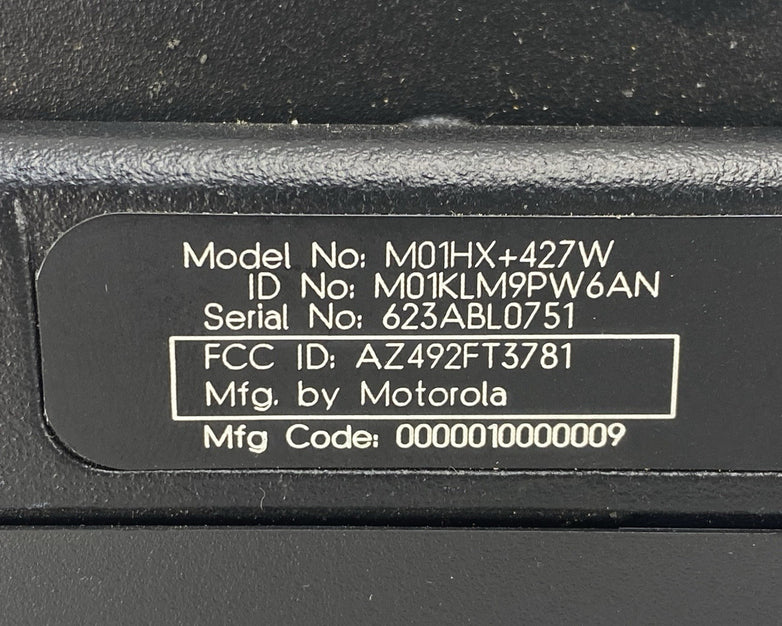 Model No: M01HX+427W
ID No: M01KLM9PW6AN
Serial No: 623ABL0751
FCC ID: AZ492FT3781
Mfg. by Motorola
Mfg Code: 0000010000009